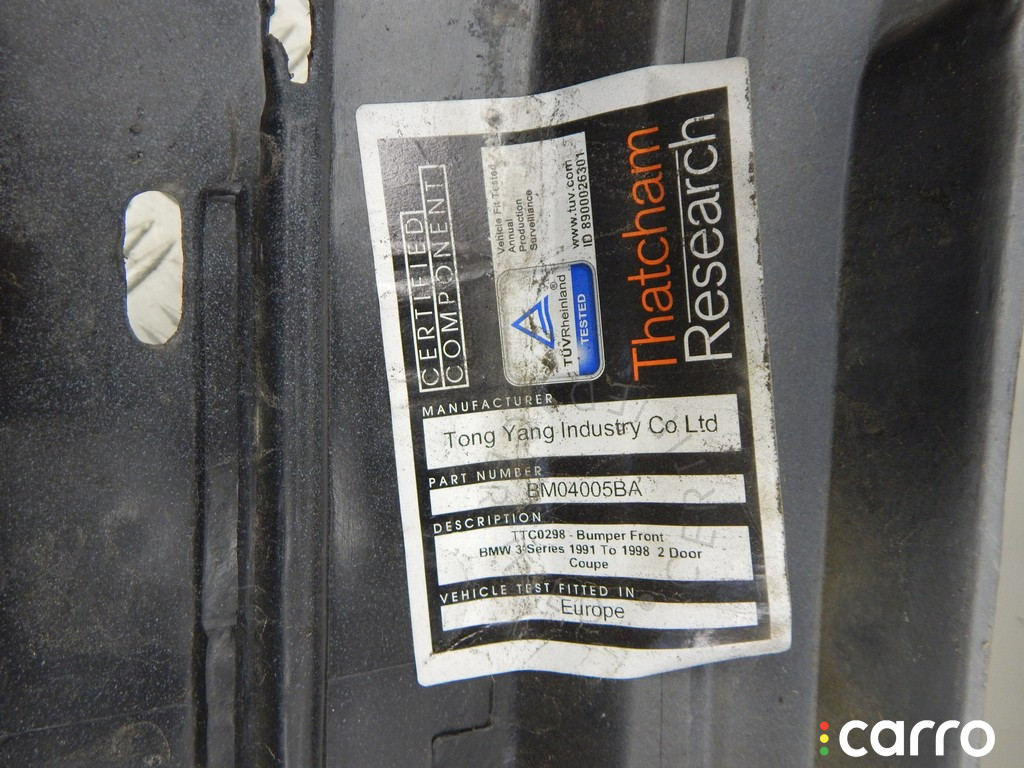 CERTIFIED
COMPONENT
Vehicle Fit Tested
Annual
Production
Surveillance
TÜVRheinland®
TESTED
www.tuv.com
ID 8900026301
Thatcham
Research
MANUFACTURER
Tong Yang Industry Co Ltd
PART NUMBER
BM04005BA
DESCRIPTION
TTC0298 - Bumper Front
BMW 3 Series 1991 To 1998 2 Door
Coupe
VEHICLE TEST FITTED IN
Europe
carro